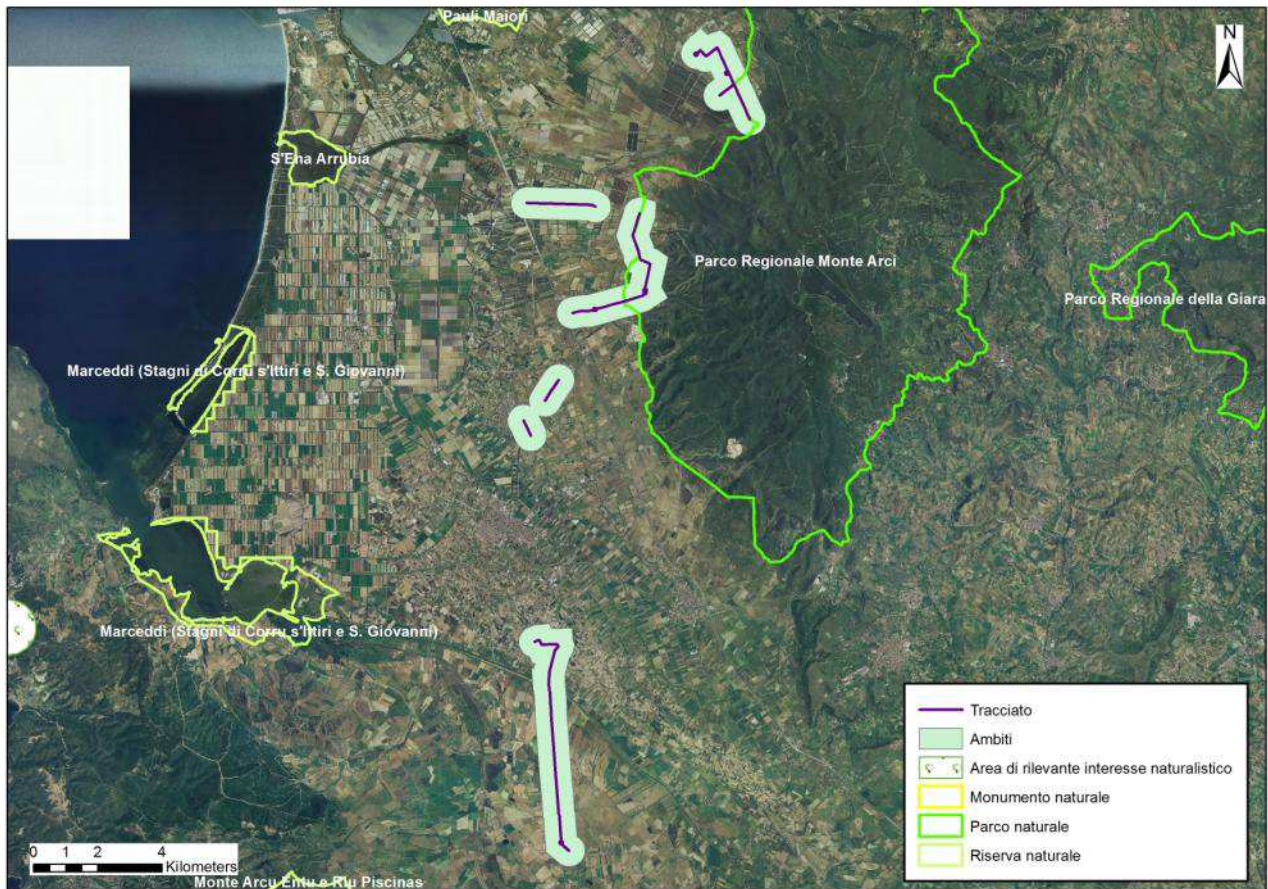 Pauli Maiori
N
S'Ena Arrubia
Parco Regionale Monte Arci
Parco Regionale della Giara
Marceddì (Stagni di Corru s'Ittiri e S. Giovanni)
Marceddì (Stagni di Corru s'Ittiri e S. Giovanni)
Tracciato
Ambiti
Area di rilevante interesse naturalistico
Monumento naturale
Parco naturale
Riserva naturale
0 1 2 4
Kilometers
Monte Arcu Entu e Riu Piscinas